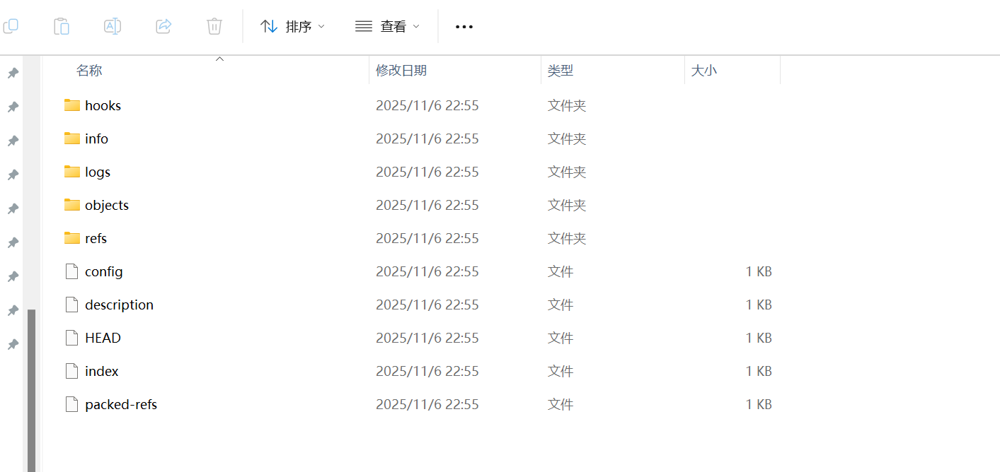 排序 查看
名称 修改日期 类型 大小
hooks 2025/11/6 22:55 文件夹
info 2025/11/6 22:55 文件夹
logs 2025/11/6 22:55 文件夹
objects 2025/11/6 22:55 文件夹
refs 2025/11/6 22:55 文件夹
config 2025/11/6 22:55 文件 1 KB
description 2025/11/6 22:55 文件 1 KB
HEAD 2025/11/6 22:55 文件 1 KB
index 2025/11/6 22:55 文件 1 KB
packed-refs 2025/11/6 22:55 文件 1 KB